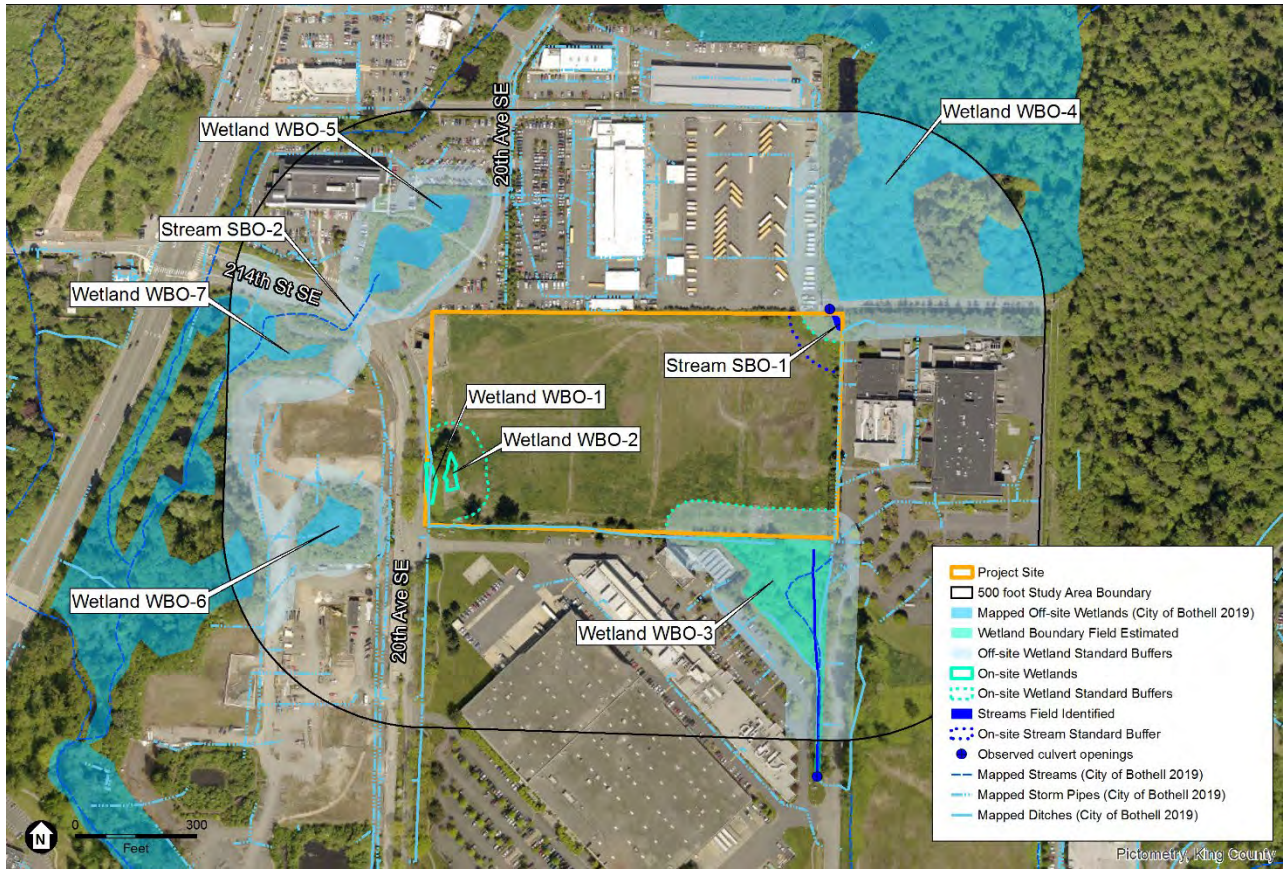 Wetland WBO-5
20th Ave SE
Wetland WBO-4
Stream SBO-2
214th St SE
Wetland WBO-7
Stream SBO-1
Wetland WBO-1
Wetland WBO-2
Wetland WBO-6
20th Ave SE
Wetland WBO-3
Project Site
500 foot Study Area Boundary
Mapped Off-site Wetlands (City of Bothell 2019)
Wetland Boundary Field Estimated
Off-site Wetland Standard Buffers
On-site Wetlands
On-site Wetland Standard Buffers
Streams Field Identified
On-site Stream Standard Buffer
Observed culvert openings
Mapped Streams (City of Bothell 2019)
Mapped Storm Pipes (City of Bothell 2019)
Mapped Ditches (City of Bothell 2019)
N
0 300
Feet
Pictometry, King County